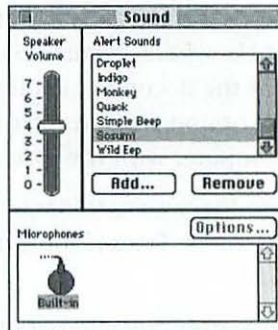 Sound
Speaker
Volume
7
6
5
4
3
2
1
0
Alert Sounds
Droplet
Indigo
Monkey
Quack
Simple Beep
Sosumi
Wild Eep
Add...
Remove
Microphones
Options...
Built-in